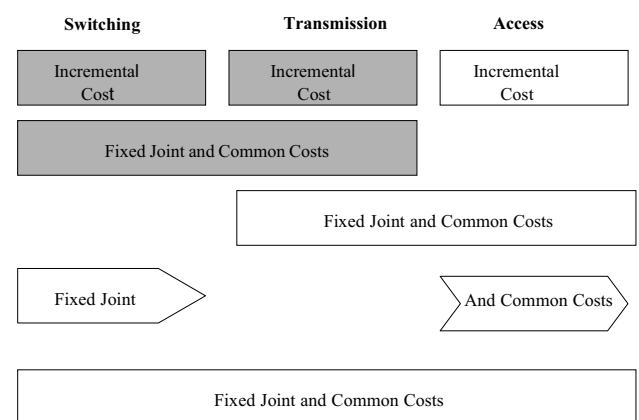 Switching Transmission Access
Incremental Incremental Incremental
Cost Cost Cost
Fixed Joint and Common Costs
Fixed Joint and Common Costs
Fixed Joint And Common Costs
Fixed Joint and Common Costs